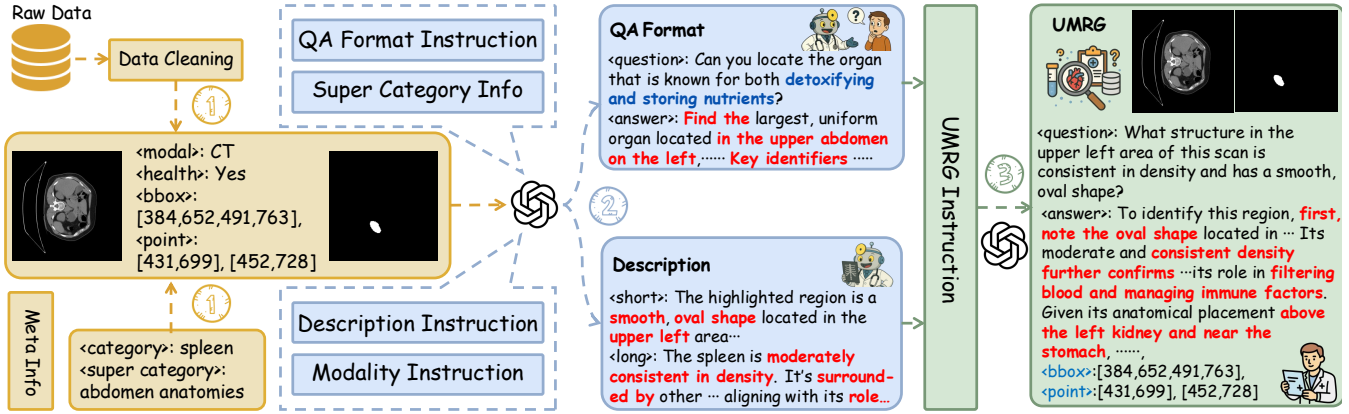 Raw Data
Data Cleaning
1
<modal>: CT
<health>: Yes
<bbox>:
[384,652,491,763],
<point>:
[431,699], [452,728]
1
Meta Info
<category>: spleen
<super category>:
abdomen anatomies
QA Format Instruction
Super Category Info
Description Instruction
Modality Instruction
2
QA Format
?
<question>: Can you locate the organ
that is known for both detoxifying
and storing nutrients?
<answer>: Find the largest, uniform
organ located in the upper abdomen
on the left,…… Key identifiers ……
Description
<short>: The highlighted region is a
smooth, oval shape located in the
upper left area…
<long>: The spleen is moderately
consistent in density. It's surround-
ed by other … aligning with its role…
UMRG Instruction
3
UMRG
<question>: What structure in the
upper left area of this scan is
consistent in density and has a smooth,
oval shape?
<answer>: To identify this region, first,
note the oval shape located in … Its
moderate and consistent density
further confirms …its role in filtering
blood and managing immune factors.
Given its anatomical placement above
the left kidney and near the
stomach, ……,
<bbox>:[384,652,491,763],
<point>:[431,699], [452,728]